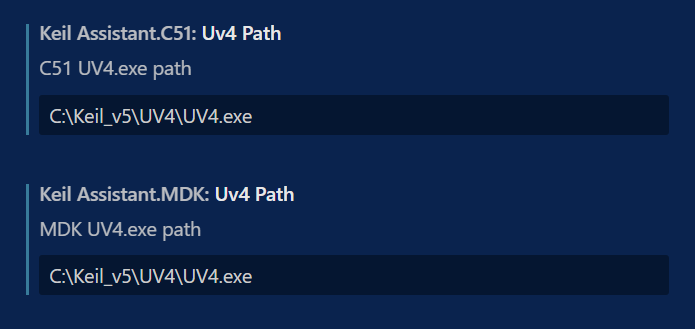 Keil Assistant.C51: Uv4 Path
C51 UV4.exe path
C:\Keil_v5\UV4\UV4.exe
Keil Assistant.MDK: Uv4 Path
MDK UV4.exe path
C:\Keil_v5\UV4\UV4.exe